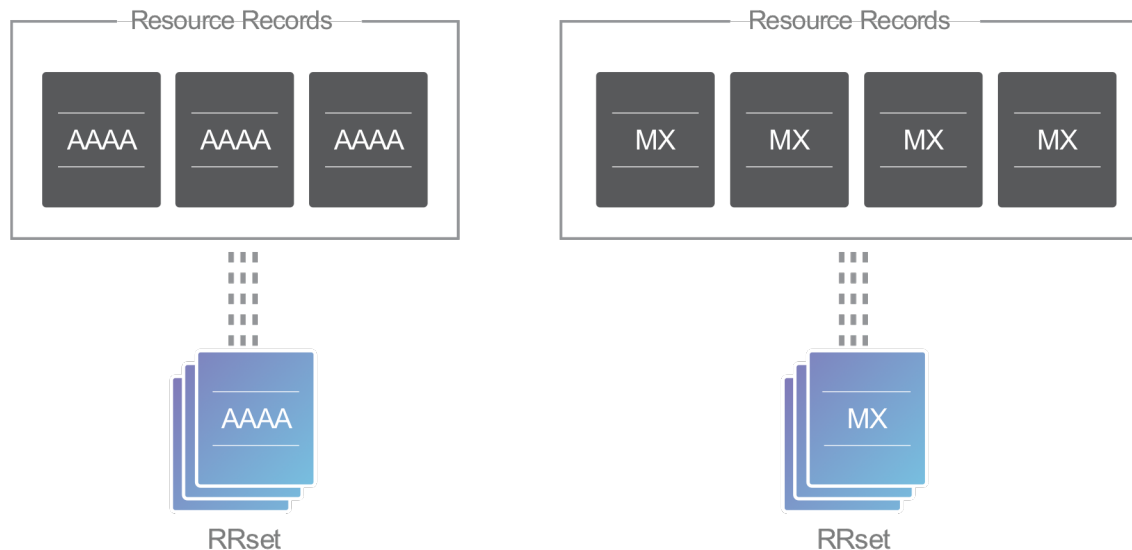 Resource Records
AAAA AAAA AAAA
AAAA
RRset
Resource Records
MX MX MX MX
MX
RRset